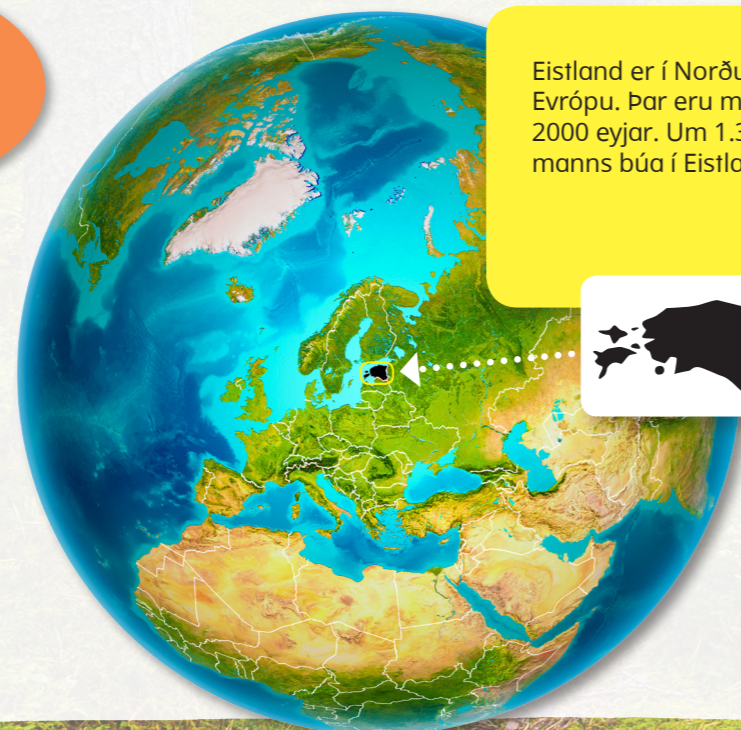 Eistland er í Norðu
Evrópu. Þar eru m
2000 eyjar. Um 1.3
manns búa í Eistla